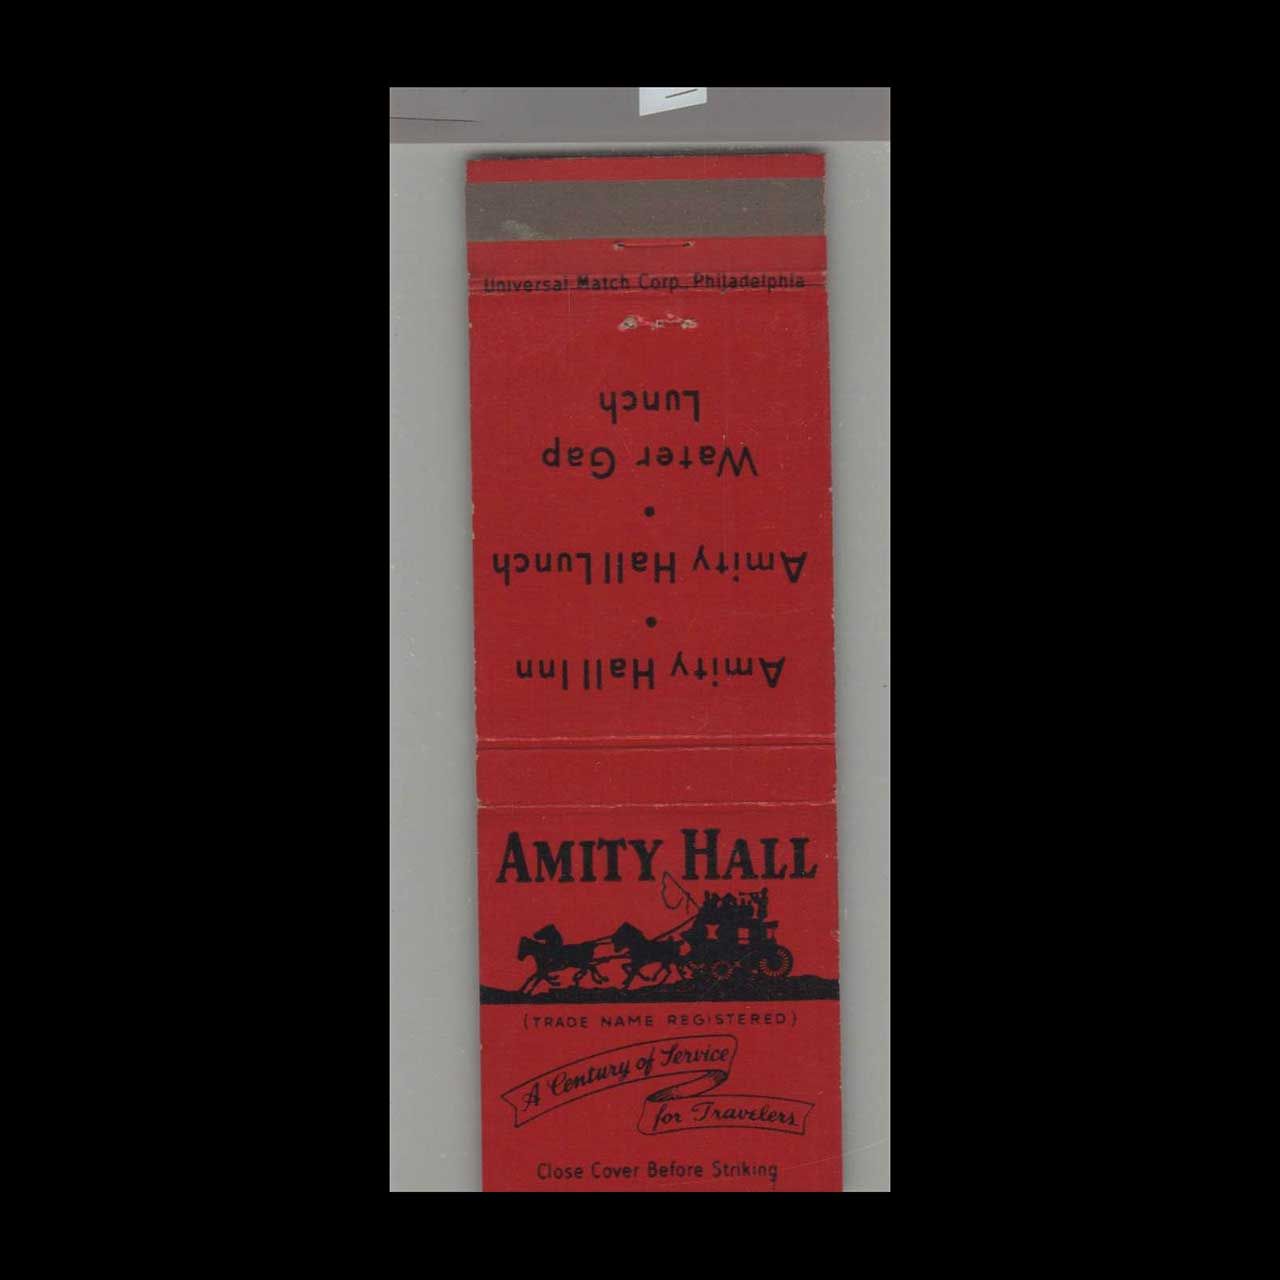 Universal Match Corp., Philadelphia
Amity Hall Inn
•
Amity Hall Lunch
•
Water Gap
Lunch
AMITY HALL
(TRADE NAME REGISTERED)
A Century of Service
for Travelers
Close Cover Before Striking